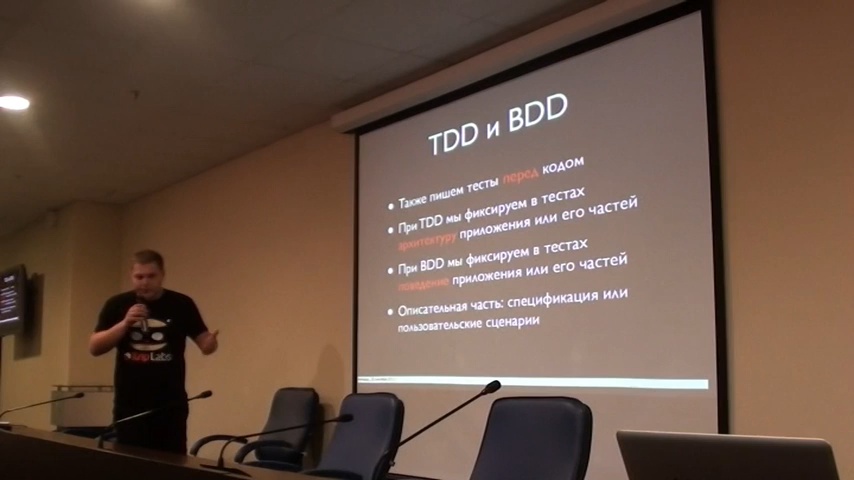 TDD и BDD
• Также пишем тесты перед кодом
• При TDD мы фиксируем в тестах
архитектуру приложения или его частей
• При BDD мы фиксируем в тестах
поведение приложения или его частей
• Описательная часть: спецификация или
пользовательские сценарии
Labs